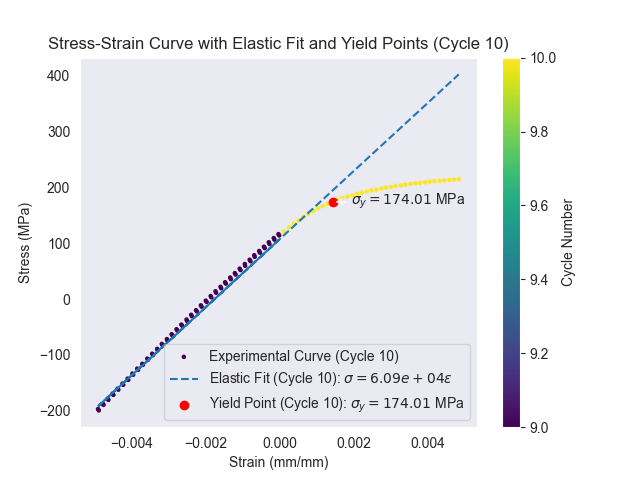 Stress-Strain Curve with Elastic Fit and Yield Points (Cycle 10)
400
300
200
100
0
−100
−200
Stress (MPa)
σy = 174.01 MPa
Experimental Curve (Cycle 10)
Elastic Fit (Cycle 10): σ = 6.09e + 04ε
Yield Point (Cycle 10): σy = 174.01 MPa
−0.004 −0.002 0.000 0.002 0.004
Strain (mm/mm)
10.0
9.8
9.6
9.4
9.2
9.0
Cycle Number